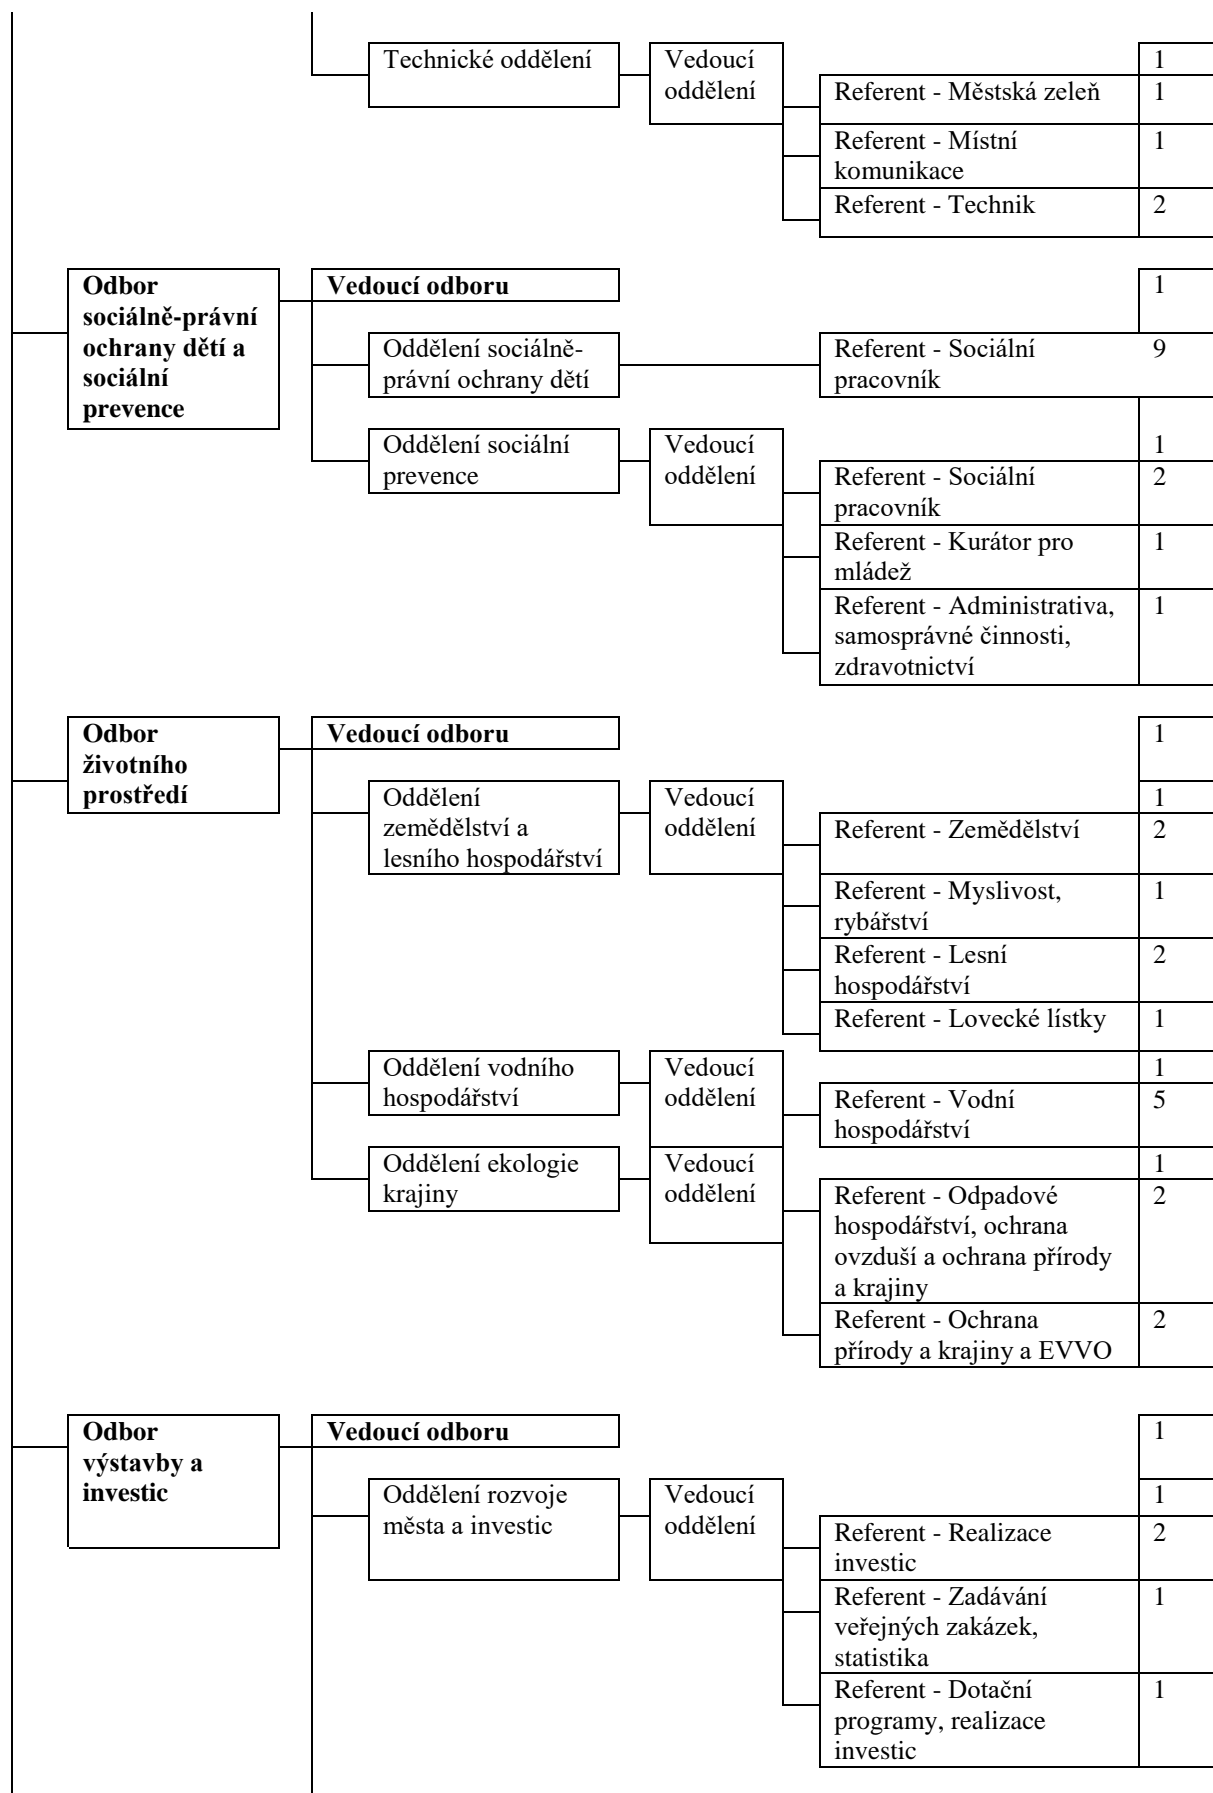 Technické oddělení
Vedoucí
oddělení
1
Referent - Městská zeleň
1
Referent - Místní
komunikace
1
Referent - Technik
2
Odbor
sociálně-právní
ochrany dětí a
sociální
prevence
Vedoucí odboru
1
Oddělení sociálně-
právní ochrany dětí
Referent - Sociální
pracovník
9
Oddělení sociální
prevence
Vedoucí
oddělení
1
Referent - Sociální
pracovník
2
Referent - Kurátor pro
mládež
1
Referent - Administrativa,
samosprávné činnosti,
zdravotnictví
1
Odbor
životního
prostředí
Vedoucí odboru
1
Oddělení
zemědělství a
lesního hospodářství
Vedoucí
oddělení
1
Referent - Zemědělství
2
Referent - Myslivost,
rybářství
1
Referent - Lesní
hospodářství
2
Referent - Lovecké lístky
1
Oddělení vodního
hospodářství
Vedoucí
oddělení
1
Referent - Vodní
hospodářství
5
Oddělení ekologie
krajiny
Vedoucí
oddělení
1
Referent - Odpadové
hospodářství, ochrana
ovzduší a ochrana přírody
a krajiny
2
Referent - Ochrana
přírody a krajiny a EVVO
2
Odbor
výstavby a
investic
Vedoucí odboru
1
Oddělení rozvoje
města a investic
Vedoucí
oddělení
1
Referent - Realizace
investic
2
Referent - Zadávání
veřejných zakázek,
statistika
1
Referent - Dotační
programy, realizace
investic
1